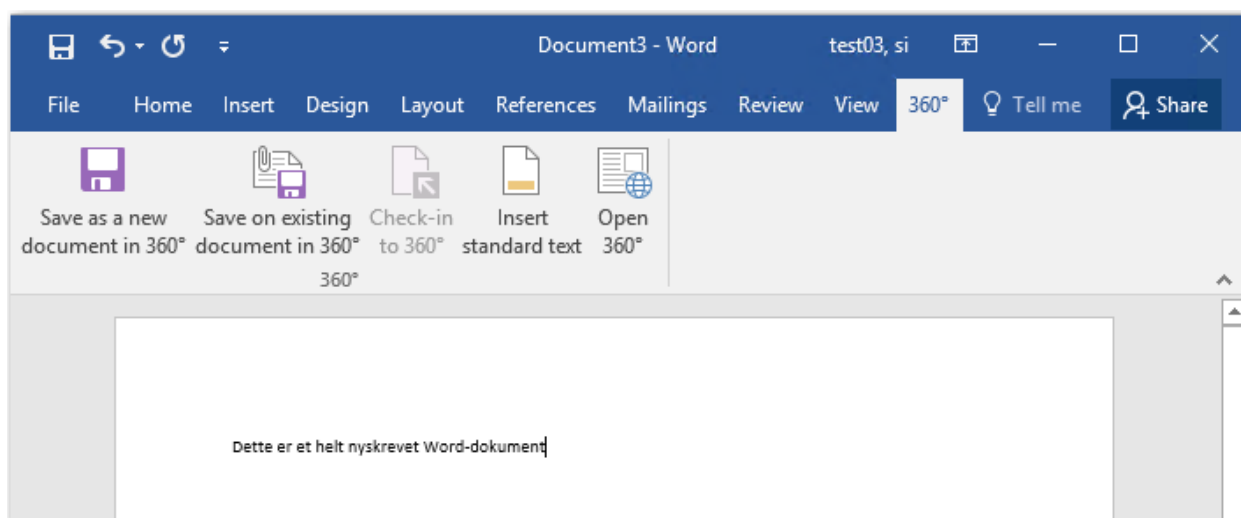 Document3 - Word test03, si
File Home Insert Design Layout References Mailings Review View 360° Tell me Share
Save as a new Save on existing Check-in Insert Open
document in 360° document in 360° to 360° standard text 360°
360°
Dette er et helt nyskrevet Word-dokument